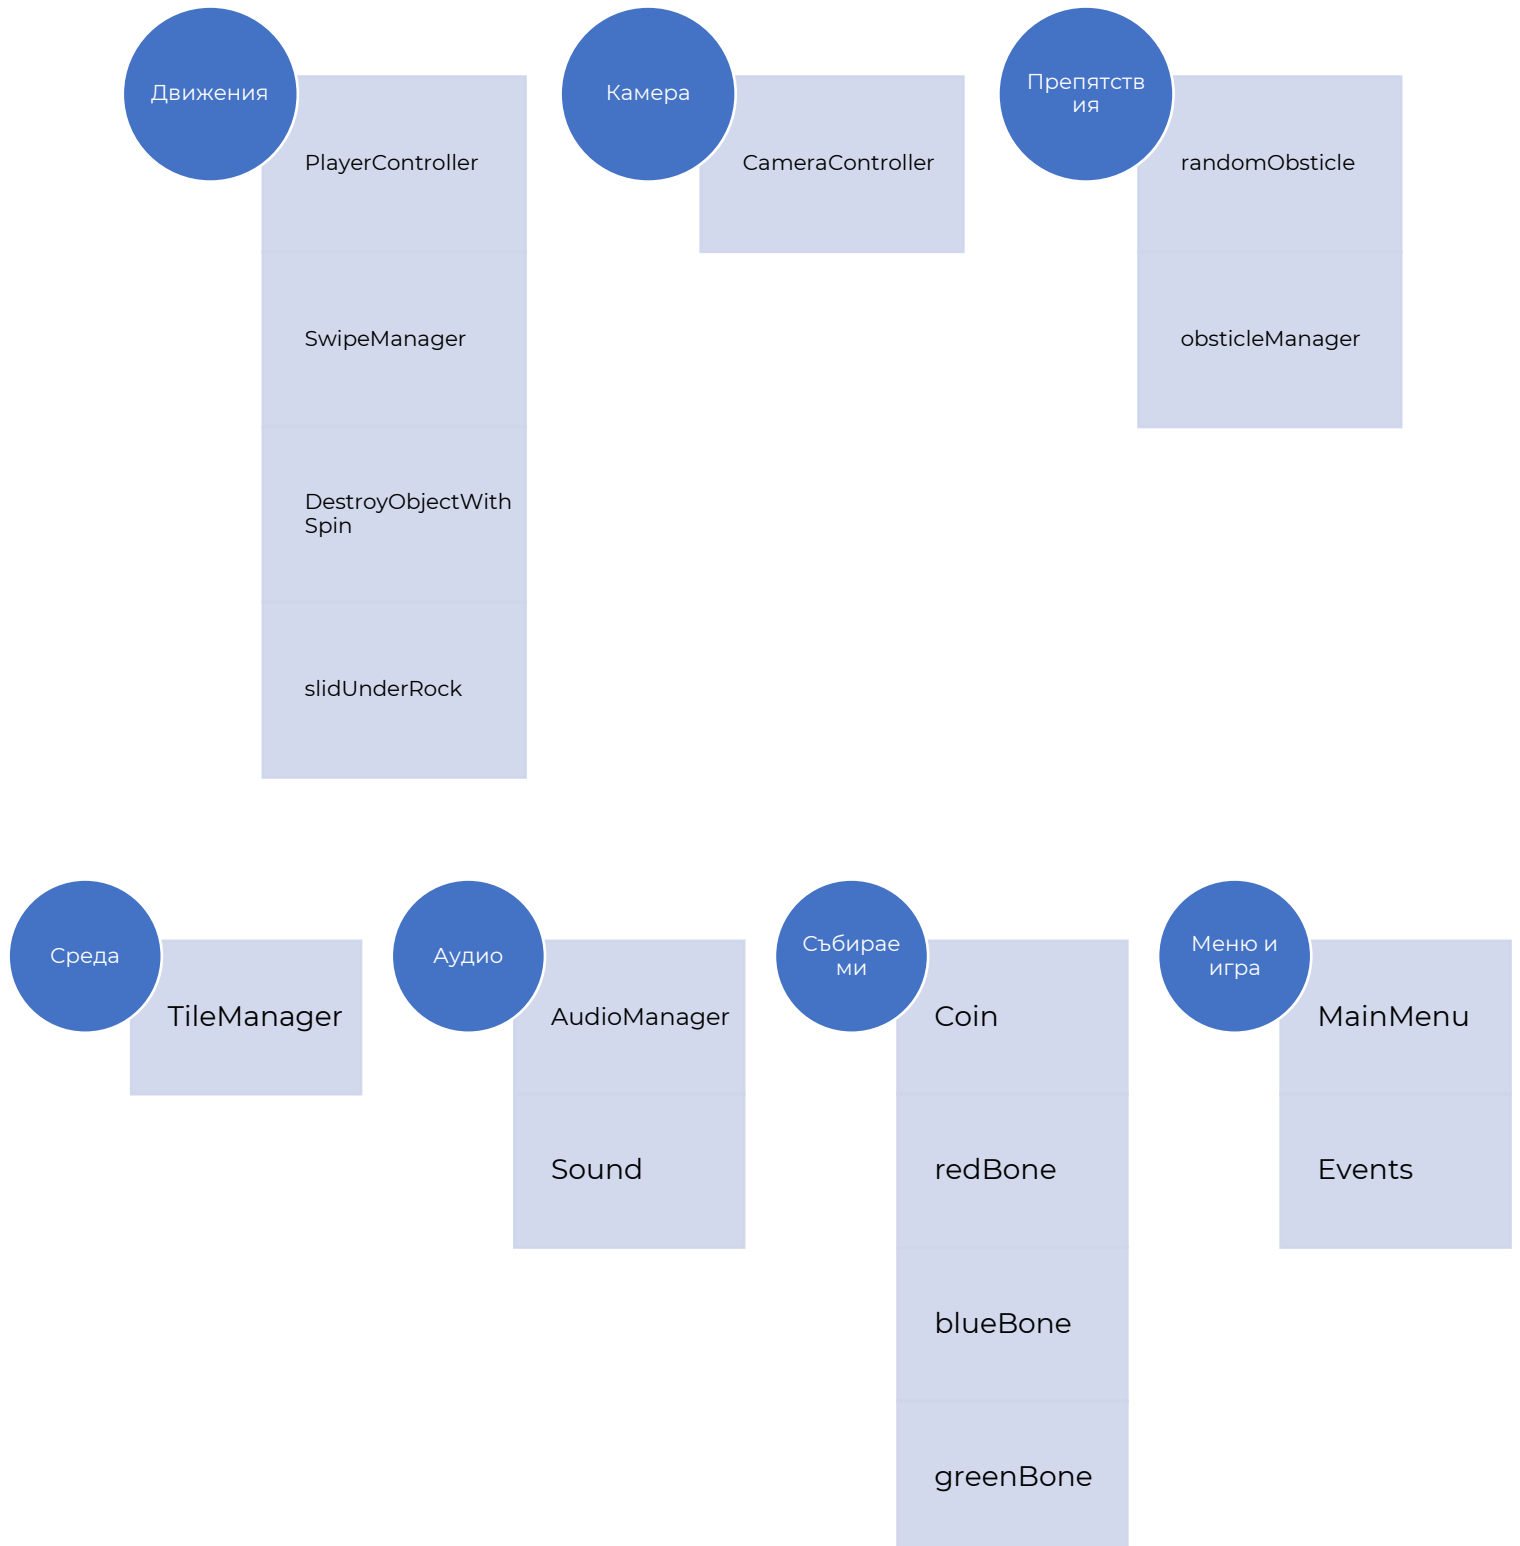 Движения
PlayerController
SwipeManager
DestroyObjectWith
Spin
slidUnderRock
Камера
CameraController
Препятств
ия
randomObsticle
obsticleManager
Среда
TileManager
Аудио
AudioManager
Sound
Събирае
ми
Coin
redBone
blueBone
greenBone
Меню и
игра
MainMenu
Events